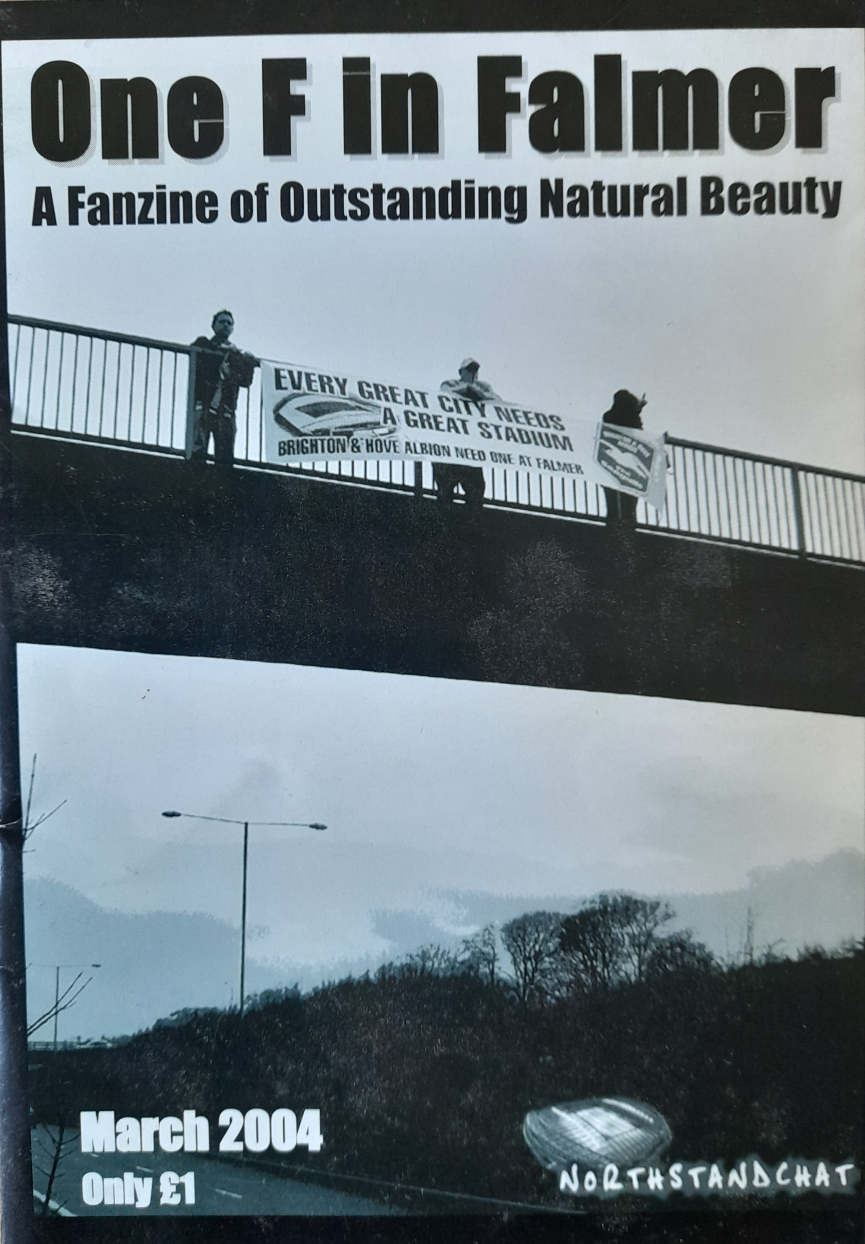 One F in Falmer
A Fanzine of Outstanding Natural Beauty
EVERY GREAT CITY NEEDS
A GREAT STADIUM
BRIGHTON & HOVE ALBION NEED ONE AT FALMER
March 2004
Only £1
NORTHSTANDCHAT